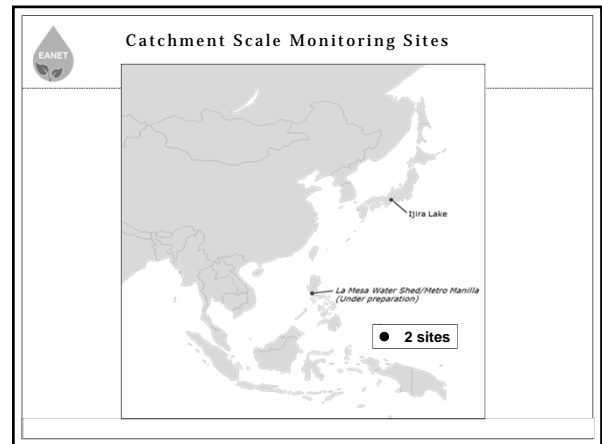 EANET
Catchment Scale Monitoring Sites
Ijira Lake
La Mesa Water Shed/Metro Manilla
(Under preparation)
2 sites